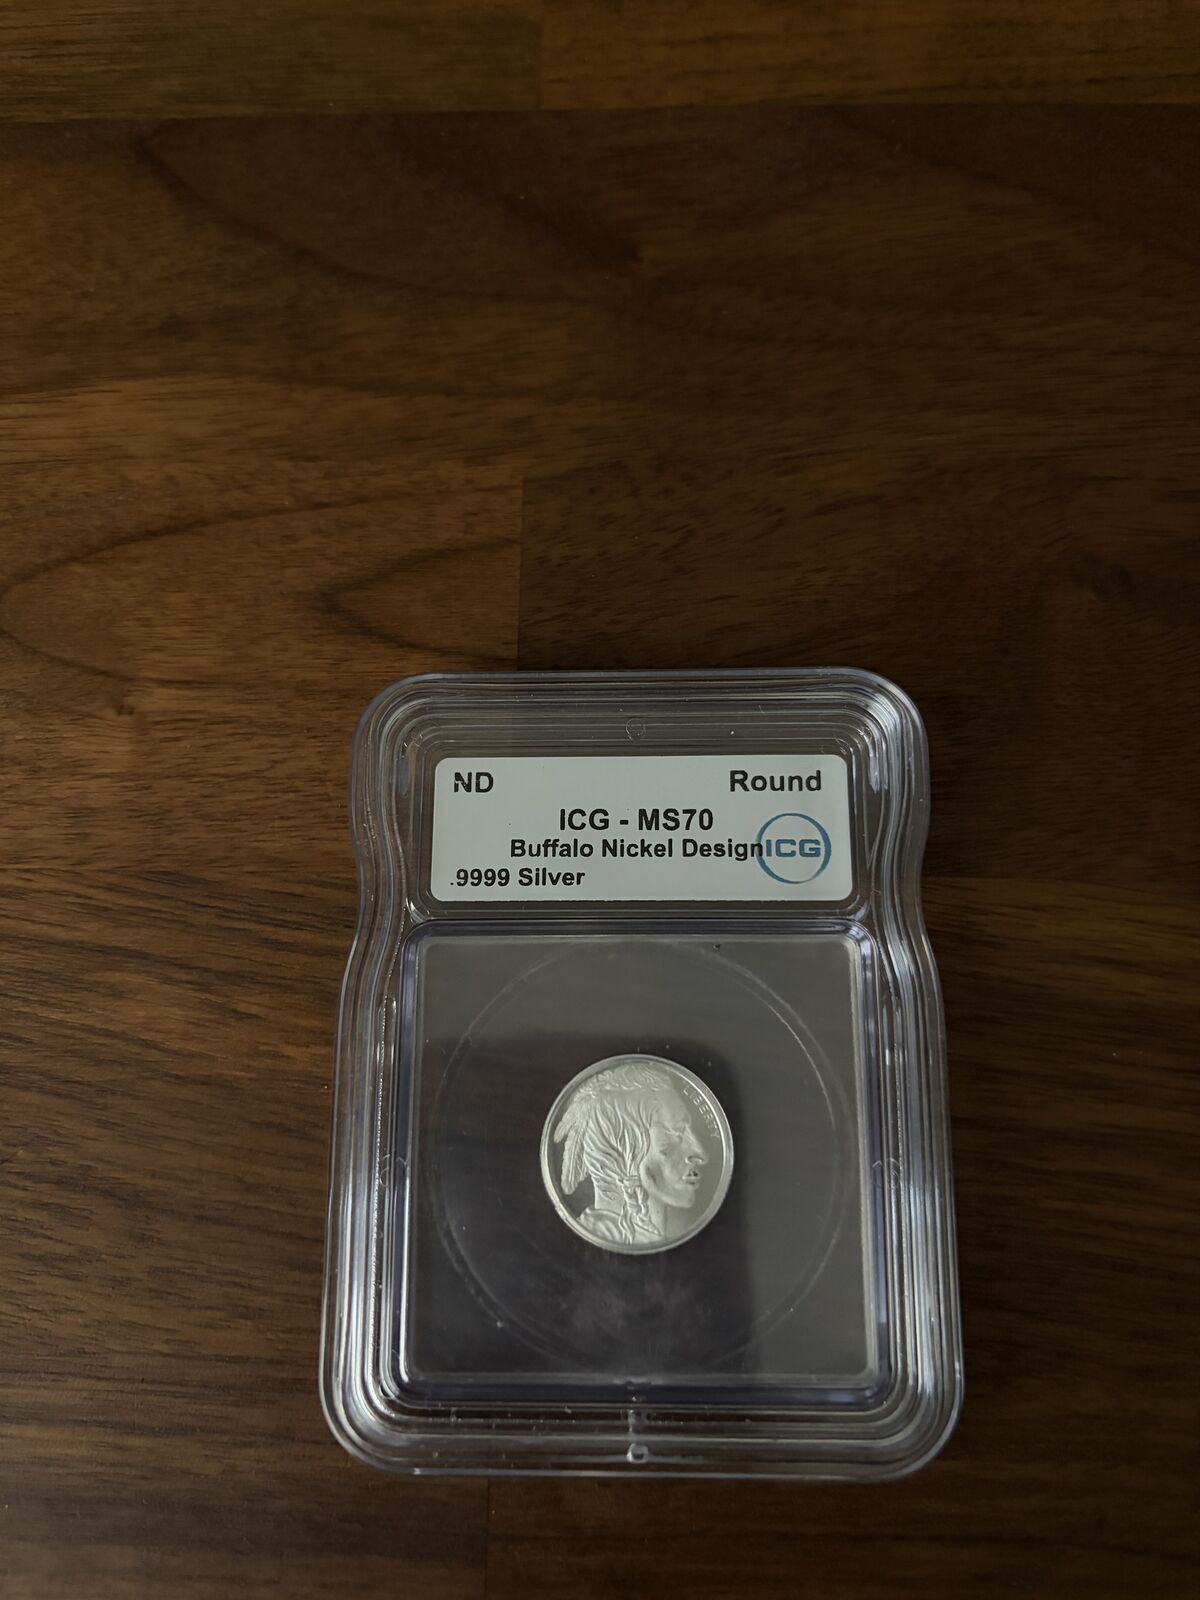 ND Round
ICG - MS70
Buffalo Nickel Design ICG
.9999 Silver
LIBERTY